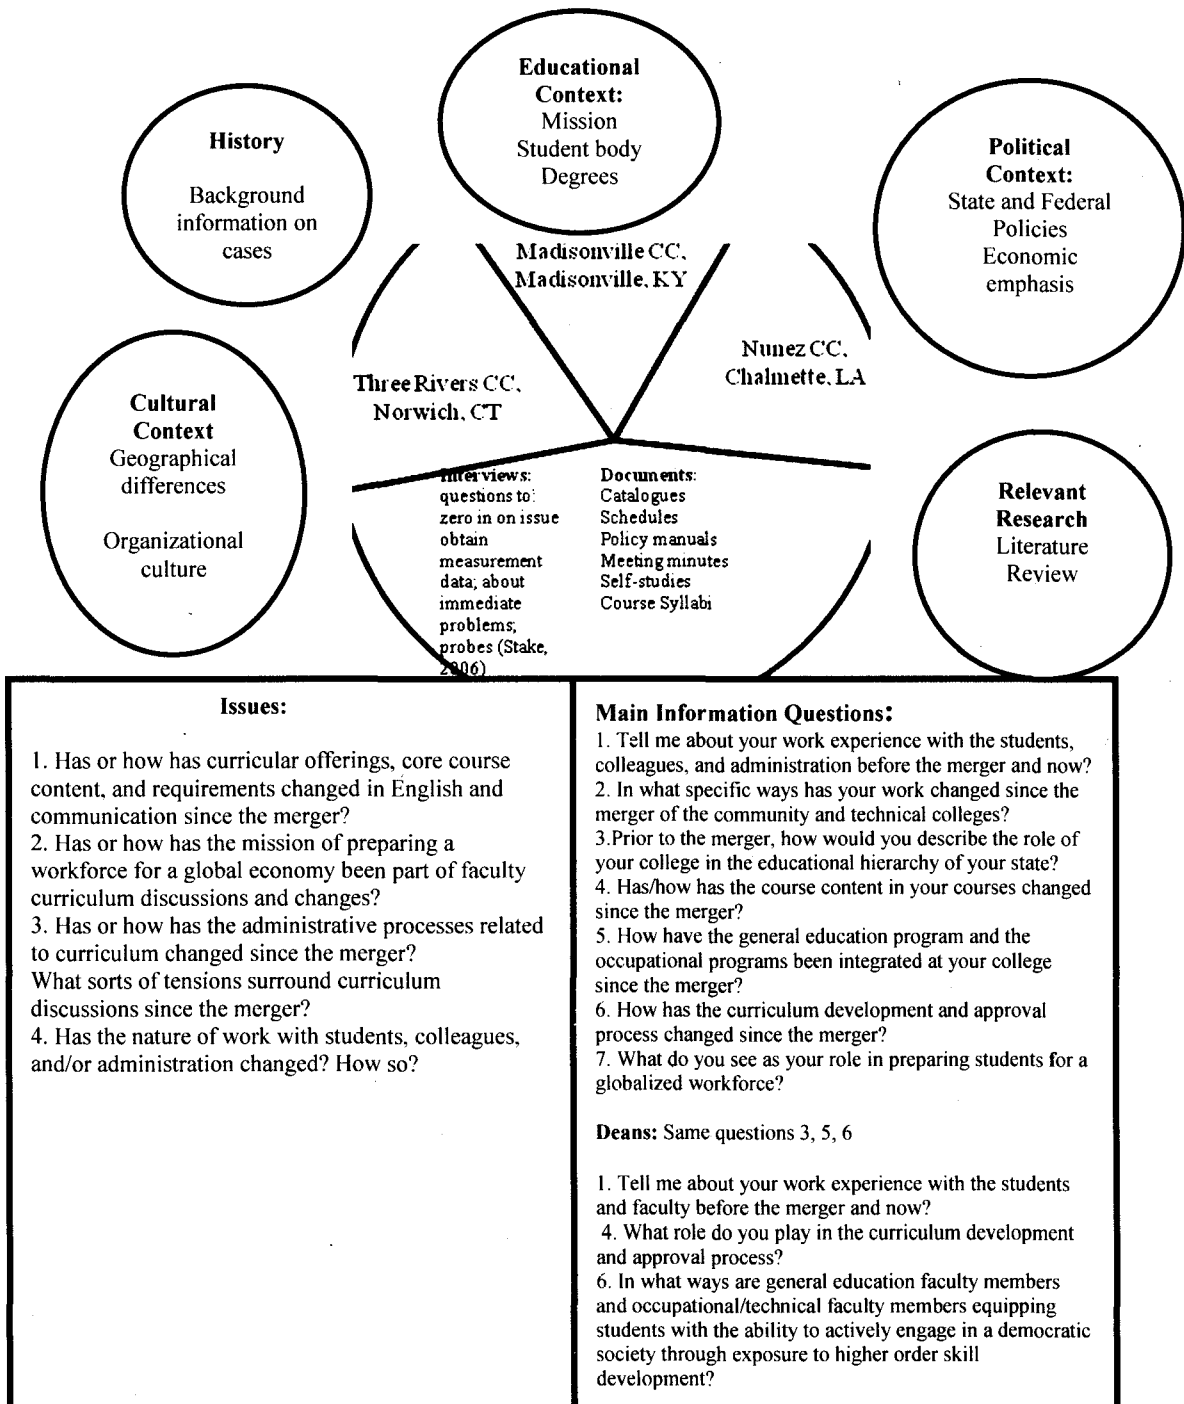 Educational
Context:
Mission
Student body
Degrees
History
Background
information on
cases
Political
Context:
State and Federal
Policies
Economic
emphasis
Madisonville CC,
Madisonville, KY
Nunez CC,
Chalmette, LA
Three Rivers CC,
Norwich, CT
Cultural
Context
Geographical
differences
Organizational
culture
Interviews:
questions to:
zero in on issue
obtain
measurement
data; about
immediate
problems;
probes (Stake,
2006)
Documents:
Catalogues
Schedules
Policy manuals
Meeting minutes
Self-studies
Course Syllabi
Relevant
Research
Literature
Review
Issues:
1. Has or how has curricular offerings, core course
content, and requirements changed in English and
communication since the merger?
2. Has or how has the mission of preparing a
workforce for a global economy been part of faculty
curriculum discussions and changes?
3. Has or how has the administrative processes related
to curriculum changed since the merger?
What sorts of tensions surround curriculum
discussions since the merger?
4. Has the nature of work with students, colleagues,
and/or administration changed? How so?
Main Information Questions:
1. Tell me about your work experience with the students,
colleagues, and administration before the merger and now?
2. In what specific ways has your work changed since the
merger of the community and technical colleges?
3.Prior to the merger, how would you describe the role of
your college in the educational hierarchy of your state?
4. Has/how has the course content in your courses changed
since the merger?
5. How have the general education program and the
occupational programs been integrated at your college
since the merger?
6. How has the curriculum development and approval
process changed since the merger?
7. What do you see as your role in preparing students for a
globalized workforce?
Deans: Same questions 3, 5, 6
1. Tell me about your work experience with the students
and faculty before the merger and now?
4. What role do you play in the curriculum development
and approval process?
6. In what ways are general education faculty members
and occupational/technical faculty members equipping
students with the ability to actively engage in a democratic
society through exposure to higher order skill
development?